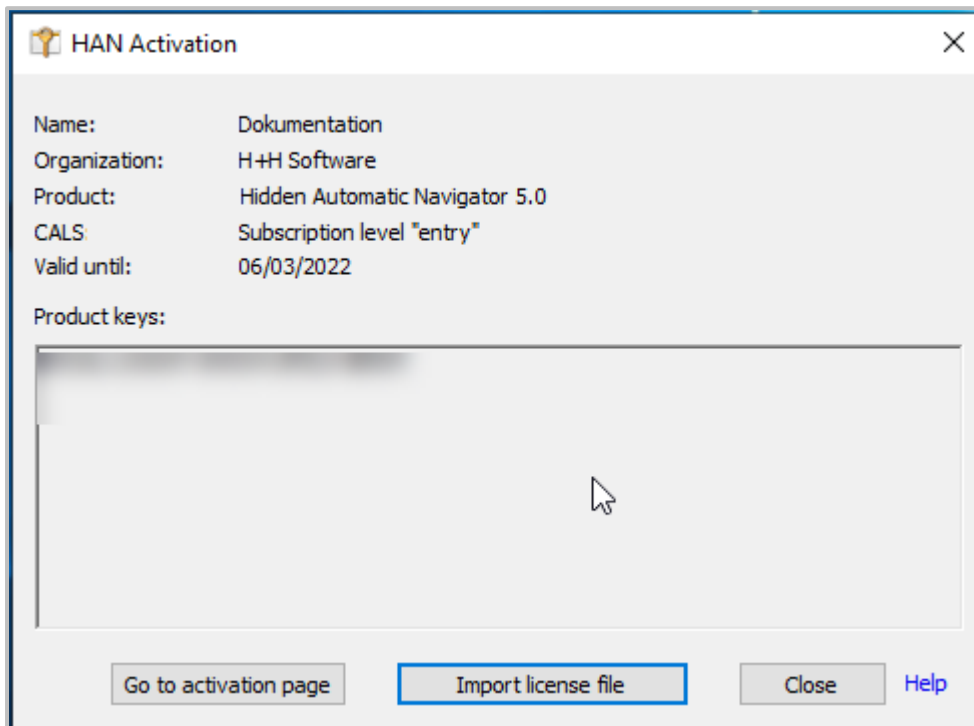 HAN Activation
Name: Dokumentation
Organization: H+H Software
Product: Hidden Automatic Navigator 5.0
CALS: Subscription level "entry"
Valid until: 06/03/2022
Product keys:
Go to activation page Import license file Close Help